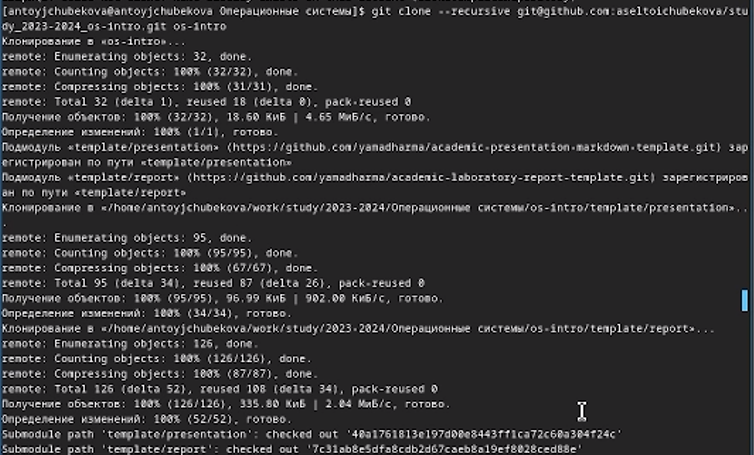 [antoyjchubekova@antoyjchubekova Операционные системы]$ git clone --recursive git@github.com:aseltoichubekova/stu
dy_2023-2024_os-intro.git os-intro
Клонирование в «os-intro»...
remote: Enumerating objects: 32, done.
remote: Counting objects: 100% (32/32), done.
remote: Compressing objects: 100% (31/31), done.
remote: Total 32 (delta 1), reused 18 (delta 0), pack-reused 0
Получение объектов: 100% (32/32), 18.60 КиБ | 4.65 МиБ/с, готово.
Определение изменений: 100% (1/1), готово.
Подмодуль «template/presentation» (https://github.com/yamadharma/academic-presentation-markdown-template.git) зар
егистрирован по пути «template/presentation»
Подмодуль «template/report» (https://github.com/yamadharma/academic-laboratory-report-template.git) зарегистриров
ан по пути «template/report»
Клонирование в «/home/antoyjchubekova/work/study/2023-2024/Операционные системы/os-intro/template/presentation»..
.
remote: Enumerating objects: 95, done.
remote: Counting objects: 100% (95/95), done.
remote: Compressing objects: 100% (67/67), done.
remote: Total 95 (delta 34), reused 87 (delta 26), pack-reused 0
Получение объектов: 100% (95/95), 96.99 КиБ | 902.00 КиБ/с, готово.
Определение изменений: 100% (34/34), готово.
Клонирование в «/home/antoyjchubekova/work/study/2023-2024/Операционные системы/os-intro/template/report»...
remote: Enumerating objects: 126, done.
remote: Counting objects: 100% (126/126), done.
remote: Compressing objects: 100% (87/87), done.
remote: Total 126 (delta 52), reused 108 (delta 34), pack-reused 0
Получение объектов: 100% (126/126), 335.80 КиБ | 2.04 МиБ/с, готово.
Определение изменений: 100% (52/52), готово.
Submodule path 'template/presentation': checked out '40a1761813e197d00e8443ff1ca72c60a304f24c'
Submodule path 'template/report': checked out '7c31ab8e5dfa8cdb2d67caeb8a19ef8028ced88e'